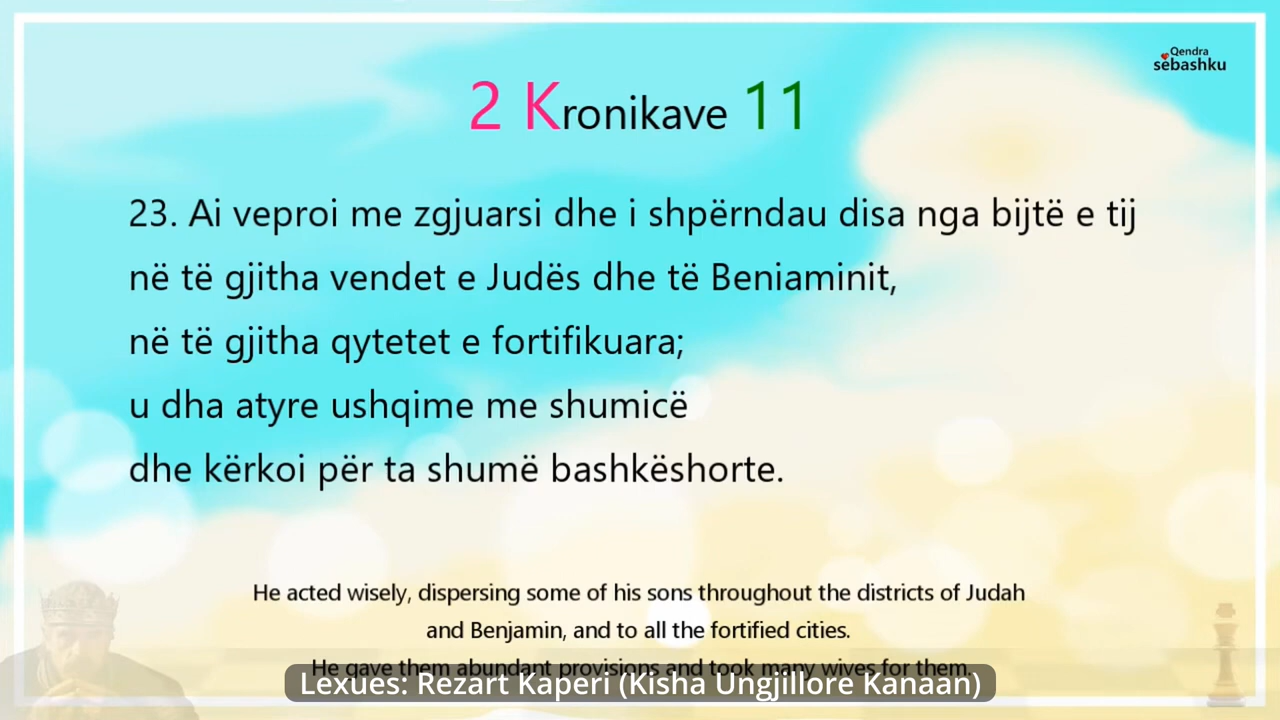 Qendra
sëbashku
2 Kronikave 11
23. Ai veproi me zgjuarsi dhe i shpërndau disa nga bijtë e tij
në të gjitha vendet e Judës dhe të Beniaminit,
në të gjitha qytetet e fortifikuara;
u dha atyre ushqime me shumicë
dhe kërkoi për ta shumë bashkëshorte.
He acted wisely, dispersing some of his sons throughout the districts of Judah
and Benjamin, and to all the fortified cities.
He gave them abundant provisions and took many wives for them.
Lexues: Rezart Kaperi (Kisha Ungjillore Kanaan)